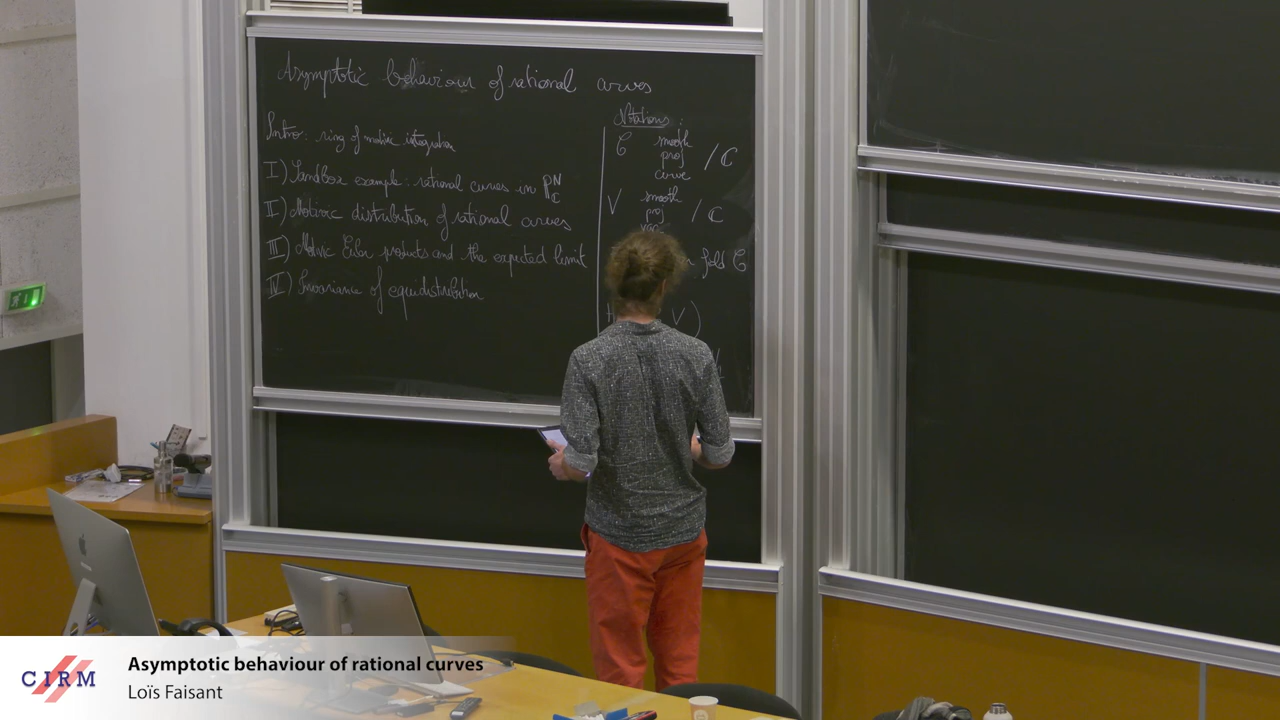 Asymptotic behaviour of rational curves
Intro: ring of motivic integration
I) Sandbox example: rational curves in P^N_C
II) Motivic distribution of rational curves
III) Motivic Euler products and the expected limit
IV) Invariance of equidistribution
Notations:
C smooth proj curve / C
V smooth proj var / C
fct field C
V)
CIRM
Asymptotic behaviour of rational curves
Loïs Faisant